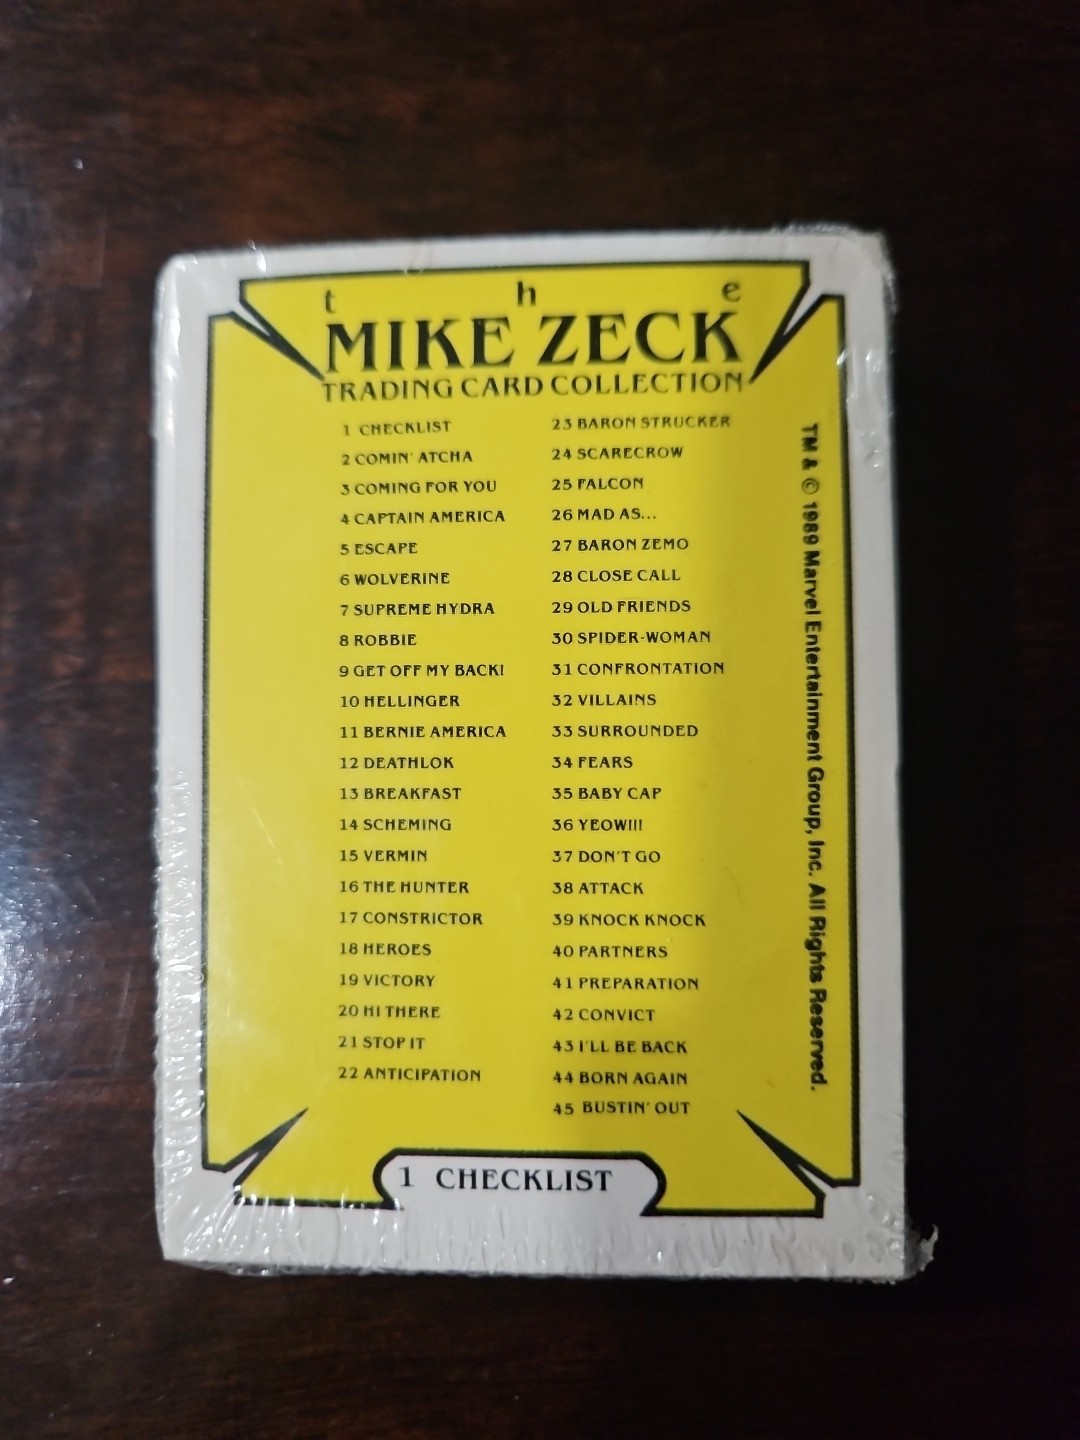 the
MIKE ZECK
TRADING CARD COLLECTION
1 CHECKLIST
2 COMIN' ATCHA
3 COMING FOR YOU
4 CAPTAIN AMERICA
5 ESCAPE
6 WOLVERINE
7 SUPREME HYDRA
8 ROBBIE
9 GET OFF MY BACK!
10 HELLINGER
11 BERNIE AMERICA
12 DEATHLOK
13 BREAKFAST
14 SCHEMING
15 VERMIN
16 THE HUNTER
17 CONSTRICTOR
18 HEROES
19 VICTORY
20 HI THERE
21 STOP IT
22 ANTICIPATION
23 BARON STRUCKER
24 SCARECROW
25 FALCON
26 MAD AS...
27 BARON ZEMO
28 CLOSE CALL
29 OLD FRIENDS
30 SPIDER-WOMAN
31 CONFRONTATION
32 VILLAINS
33 SURROUNDED
34 FEARS
35 BABY CAP
36 YEOW!!!
37 DON'T GO
38 ATTACK
39 KNOCK KNOCK
40 PARTNERS
41 PREPARATION
42 CONVICT
43 I'LL BE BACK
44 BORN AGAIN
45 BUSTIN' OUT
TM & © 1989 Marvel Entertainment Group, Inc. All Rights Reserved.
1 CHECKLIST